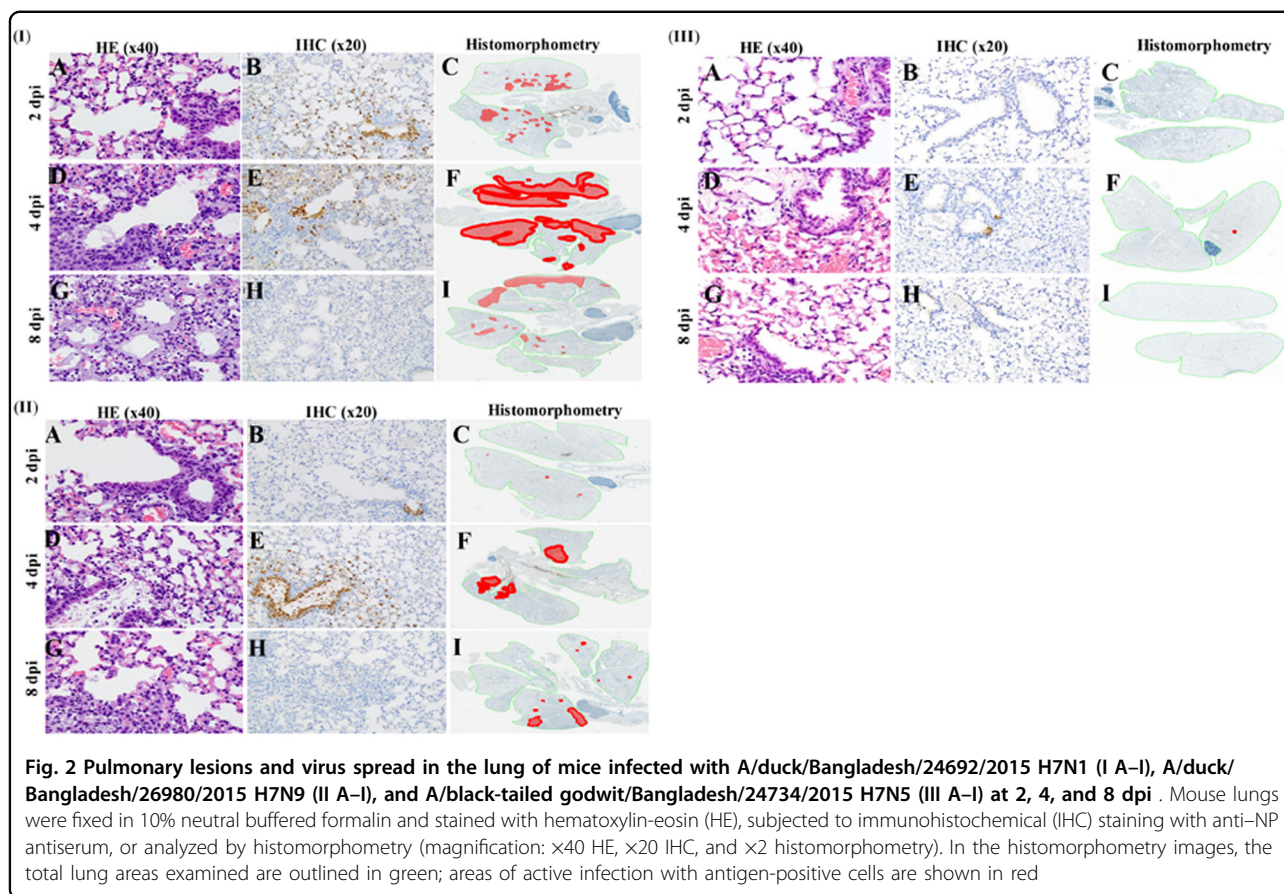 (I)
HE (x40) IHC (x20) Histomorphometry
A B C
2 dpi
D E F
4 dpi
G H I
8 dpi
(II)
HE (x40) IHC (x20) Histomorphometry
A B C
2 dpi
D E F
4 dpi
G H I
8 dpi
(III)
HE (x40) IHC (x20) Histomorphometry
A B C
2 dpi
D E F
4 dpi
G H I
8 dpi
Fig. 2 Pulmonary lesions and virus spread in the lung of mice infected with A/duck/Bangladesh/24692/2015 H7N1 (I A–I), A/duck/
Bangladesh/26980/2015 H7N9 (II A–I), and A/black-tailed godwit/Bangladesh/24734/2015 H7N5 (III A–I) at 2, 4, and 8 dpi . Mouse lungs
were fixed in 10% neutral buffered formalin and stained with hematoxylin-eosin (HE), subjected to immunohistochemical (IHC) staining with anti–NP
antiserum, or analyzed by histomorphometry (magnification: ×40 HE, ×20 IHC, and ×2 histomorphometry). In the histomorphometry images, the
total lung areas examined are outlined in green; areas of active infection with antigen-positive cells are shown in red